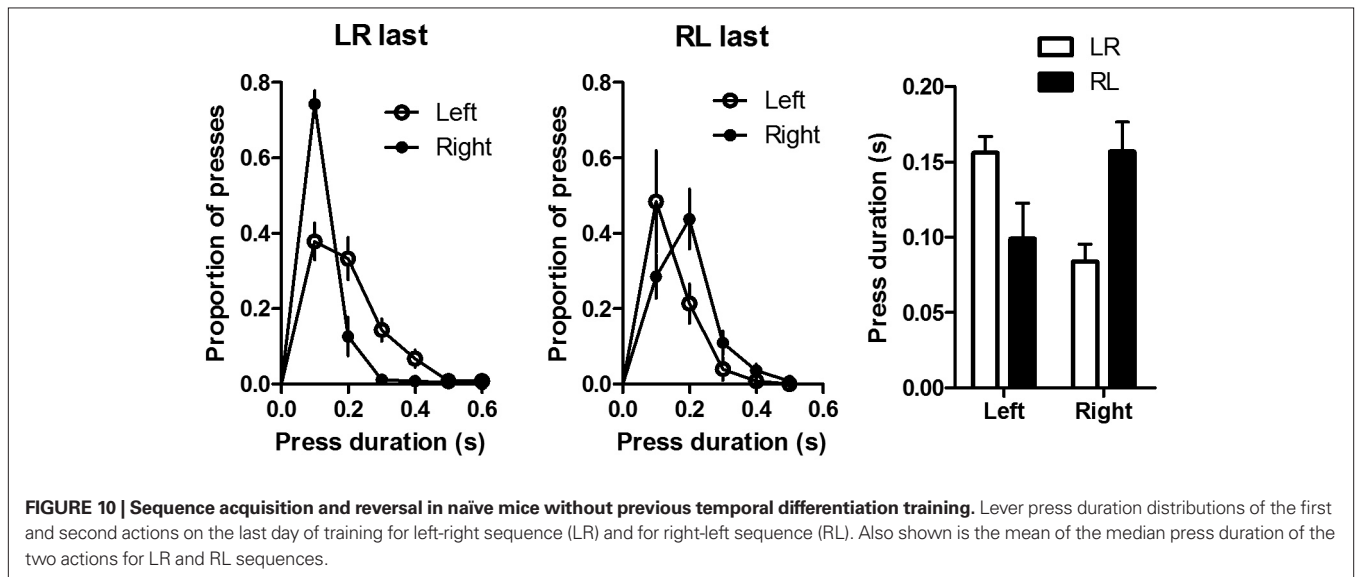 LR last
RL last
LR
RL
Proportion of presses
0.8
0.6
0.4
0.2
0.0
Left
Right
0.0 0.2 0.4 0.6
Press duration (s)
Proportion of presses
0.8
0.6
0.4
0.2
0.0
Left
Right
0.0 0.2 0.4 0.6
Press duration (s)
Press duration (s)
0.20
0.15
0.10
0.05
0.00
Left Right
FIGURE 10 | Sequence acquisition and reversal in naïve mice without previous temporal differentiation training. Lever press duration distributions of the first
and second actions on the last day of training for left-right sequence (LR) and for right-left sequence (RL). Also shown is the mean of the median press duration of the
two actions for LR and RL sequences.